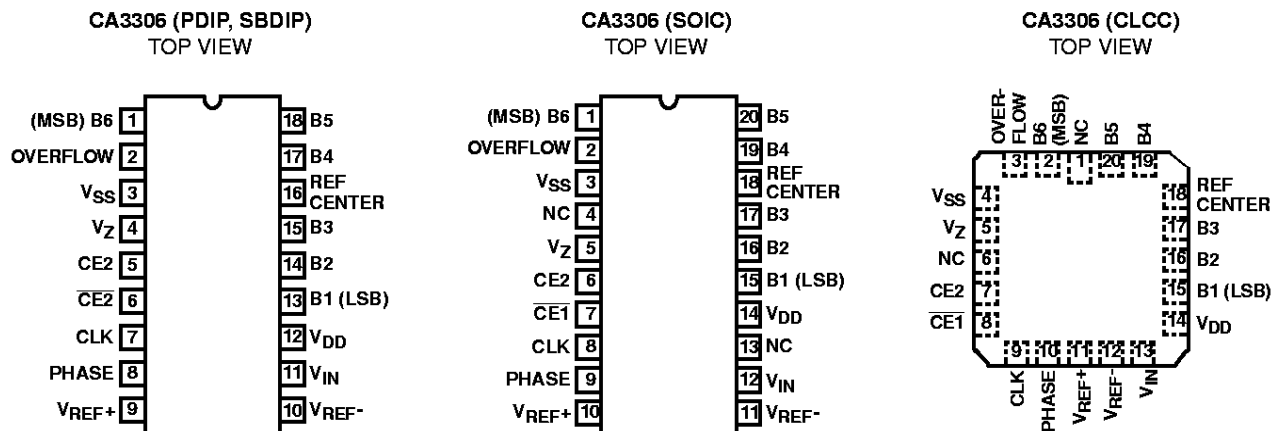 CA3306 (PDIP, SBDIP)
TOP VIEW
(MSB) B6 1 18 B5
OVERFLOW 2 17 B4
VSS 3 16 REF CENTER
VZ 4 15 B3
CE2 5 14 B2
CE2 6 13 B1 (LSB)
CLK 7 12 VDD
PHASE 8 11 VIN
VREF+ 9 10 VREF-
CA3306 (SOIC)
TOP VIEW
(MSB) B6 1 20 B5
OVERFLOW 2 19 B4
VSS 3 18 REF CENTER
NC 4 17 B3
VZ 5 16 B2
CE2 6 15 B1 (LSB)
CE1 7 14 VDD
CLK 8 13 NC
PHASE 9 12 VIN
VREF+ 10 11 VREF-
CA3306 (CLCC)
TOP VIEW
OVER-
FLOW
B6
(MSB)
NC
B5
B4
3 2 1 20 19
VSS 4 18 REF CENTER
VZ 5 17 B3
NC 6 16 B2
CE2 7 15 B1 (LSB)
CE1 8 14 VDD
9 10 11 12 13
CLK
PHASE
VREF+
VREF-
VIN